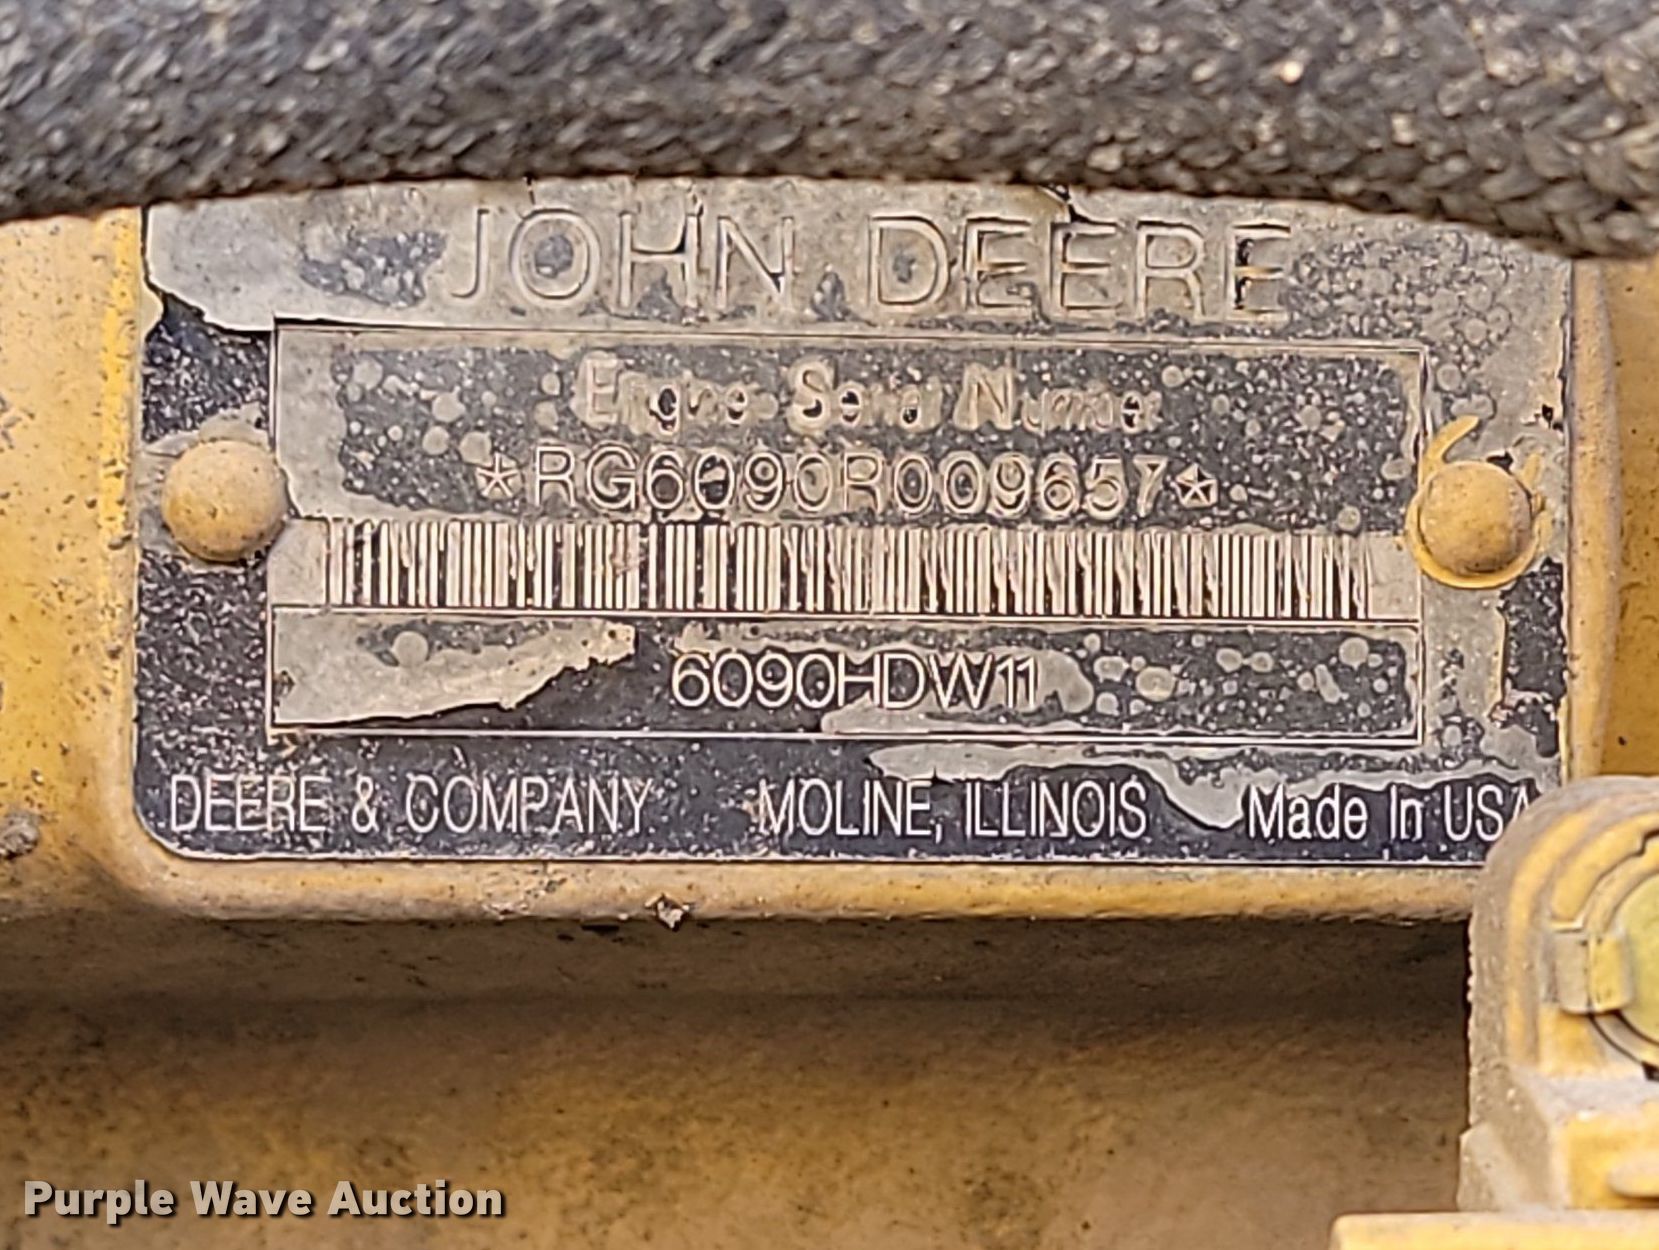 JOHN DEERE
Engine Serial Number
*RG6090R009657*
6090HDW11
DEERE & COMPANY MOLINE, ILLINOIS Made In USA
Purple Wave Auction